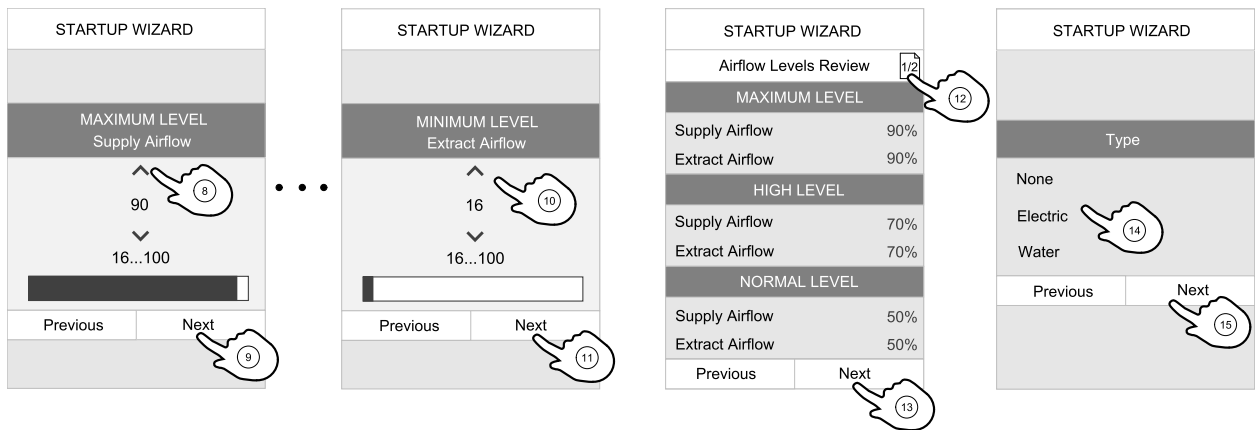 STARTUP WIZARD
MAXIMUM LEVEL
Supply Airflow
8
90
16...100
Previous Next
9
STARTUP WIZARD
MINIMUM LEVEL
Extract Airflow
10
16
16...100
Previous Next
11
STARTUP WIZARD
Airflow Levels Review 1/2
12
MAXIMUM LEVEL
Supply Airflow 90%
Extract Airflow 90%
HIGH LEVEL
Supply Airflow 70%
Extract Airflow 70%
NORMAL LEVEL
Supply Airflow 50%
Extract Airflow 50%
Previous Next
13
STARTUP WIZARD
Type
None
Electric
14
Water
Previous Next
15